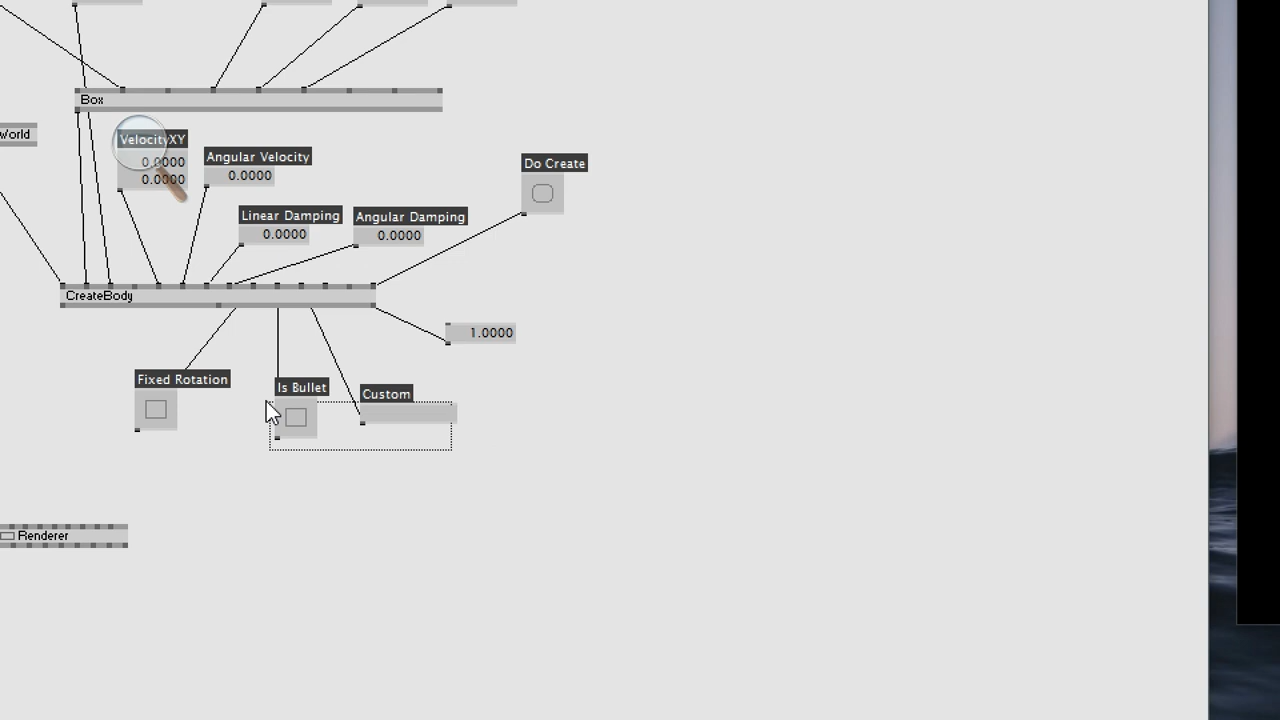 Box
World
VelocityXY
0.0000
0.0000
Angular Velocity
0.0000
Do Create
Linear Damping
0.0000
Angular Damping
0.0000
CreateBody
1.0000
Fixed Rotation
Is Bullet
Custom
Renderer